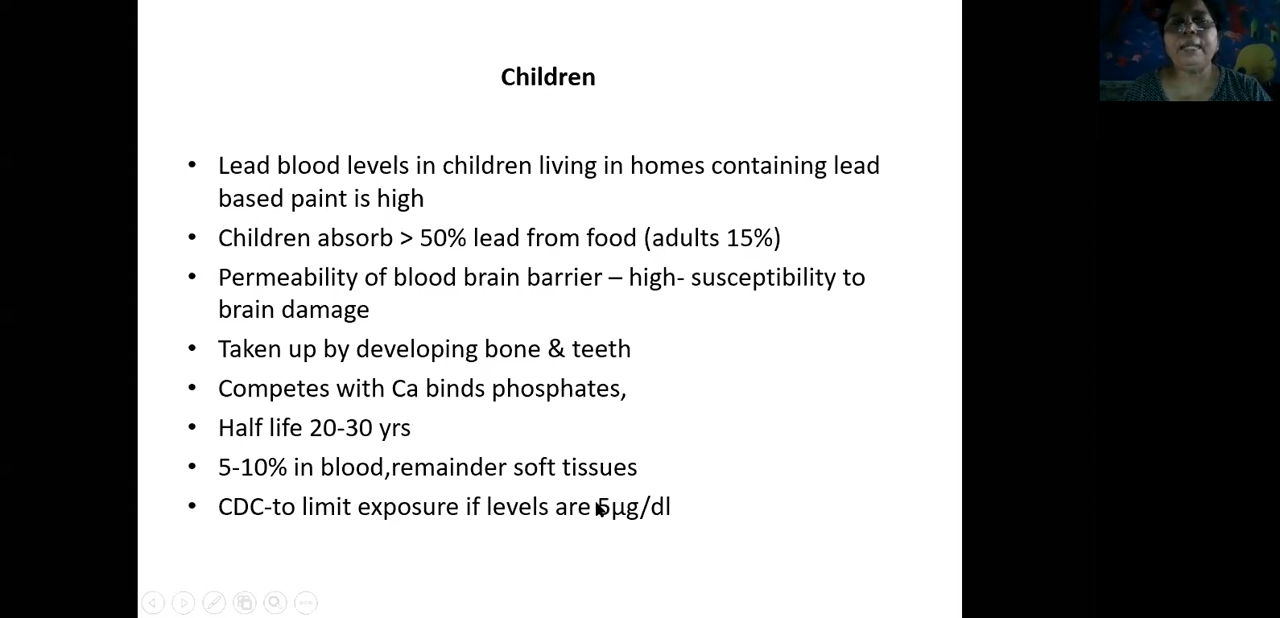 Children
• Lead blood levels in children living in homes containing lead
based paint is high
• Children absorb > 50% lead from food (adults 15%)
• Permeability of blood brain barrier – high- susceptibility to
brain damage
• Taken up by developing bone & teeth
• Competes with Ca binds phosphates,
• Half life 20-30 yrs
• 5-10% in blood,remainder soft tissues
• CDC-to limit exposure if levels are 5µg/dl